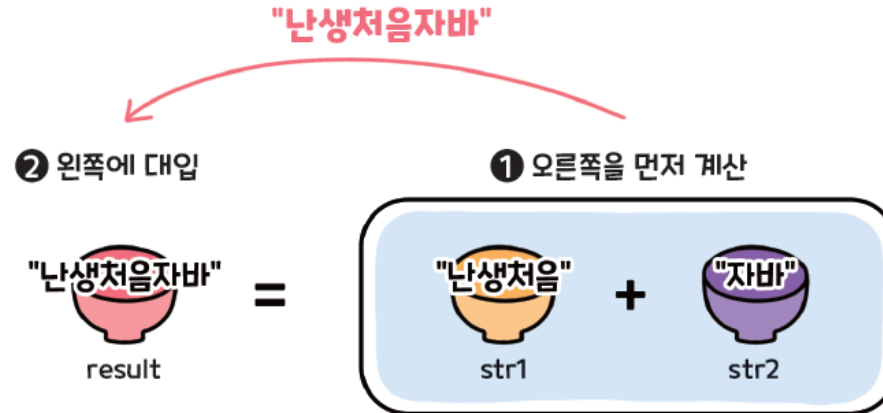 "난생처음자바"
❷ 왼쪽에 대입
❶ 오른쪽을 먼저 계산
"난생처음자바" = "난생처음" + "자바"
result str1 str2